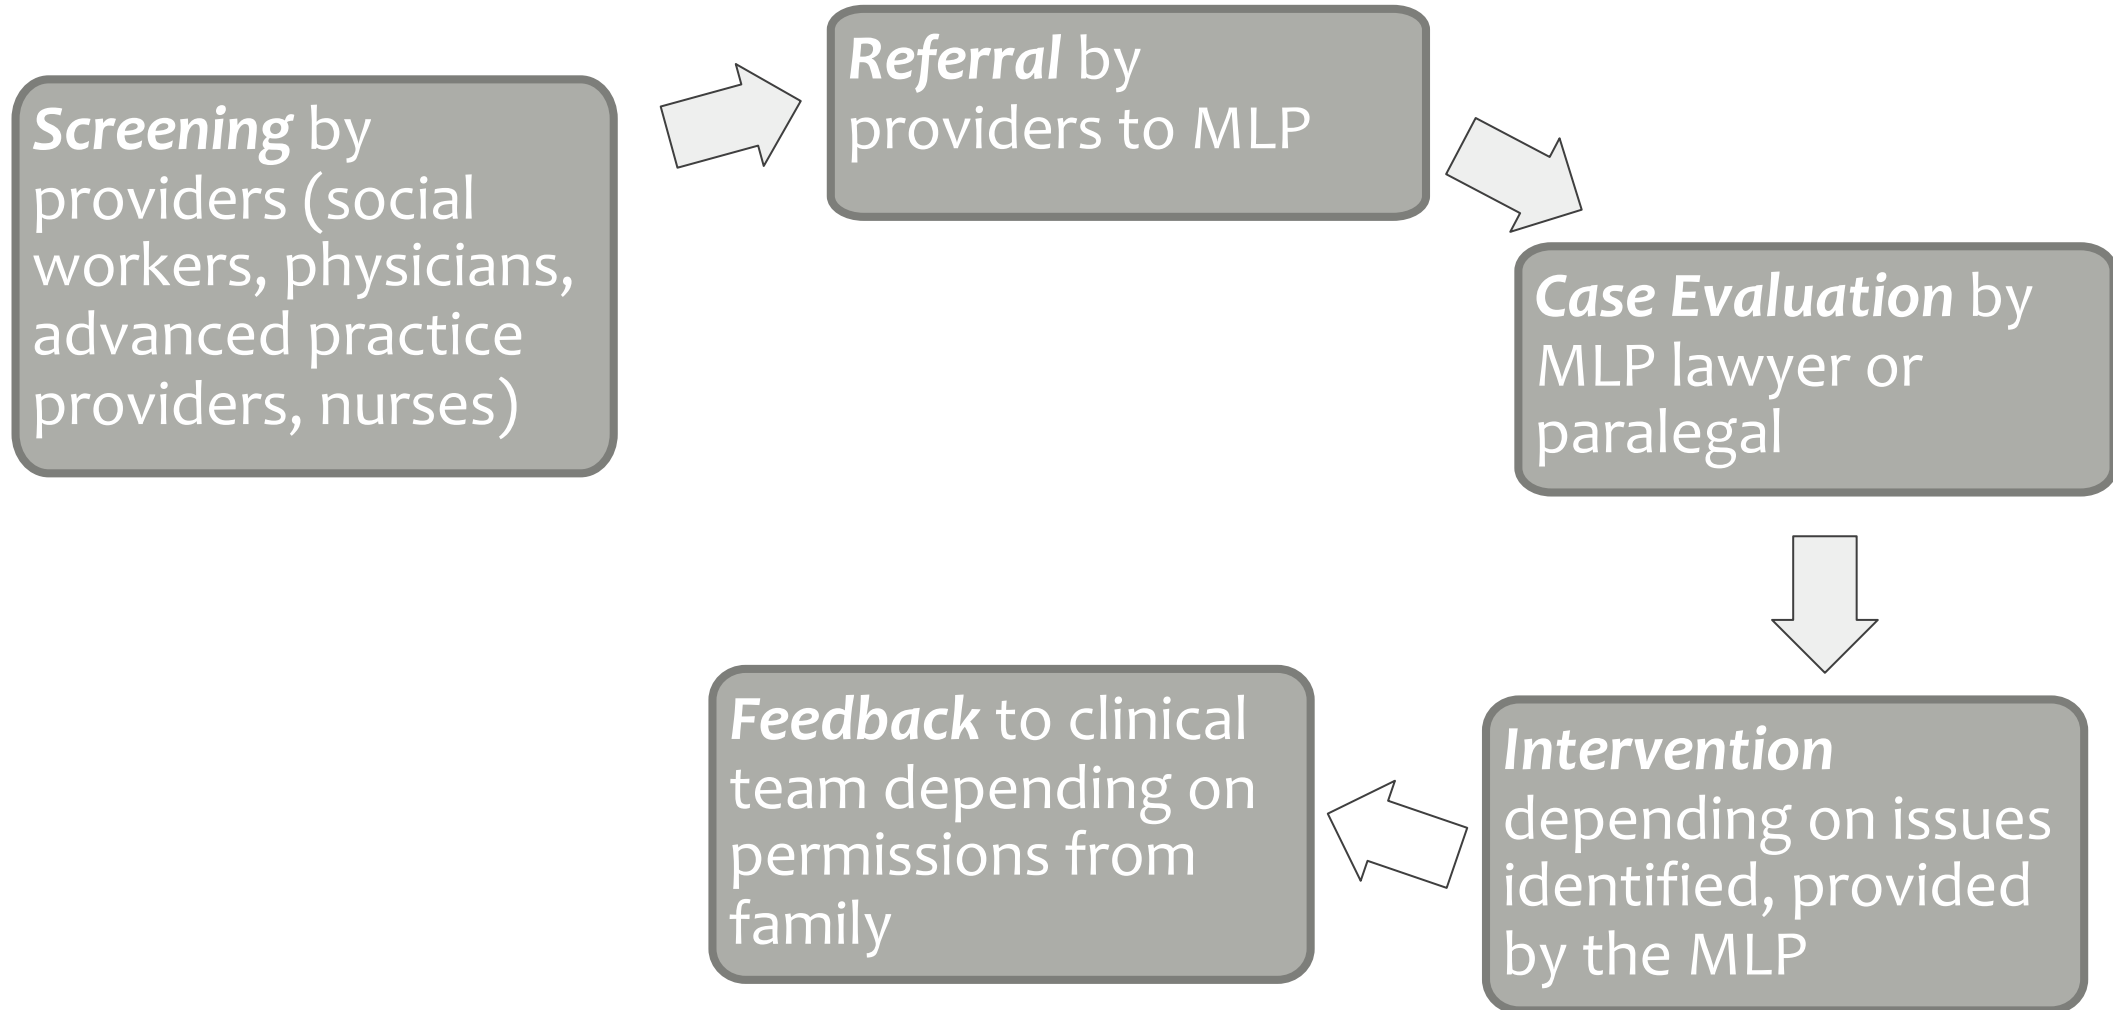 Screening by
providers (social
workers, physicians,
advanced practice
providers, nurses)
Referral by
providers to MLP
Case Evaluation by
MLP lawyer or
paralegal
Intervention
depending on issues
identified, provided
by the MLP
Feedback to clinical
team depending on
permissions from
family